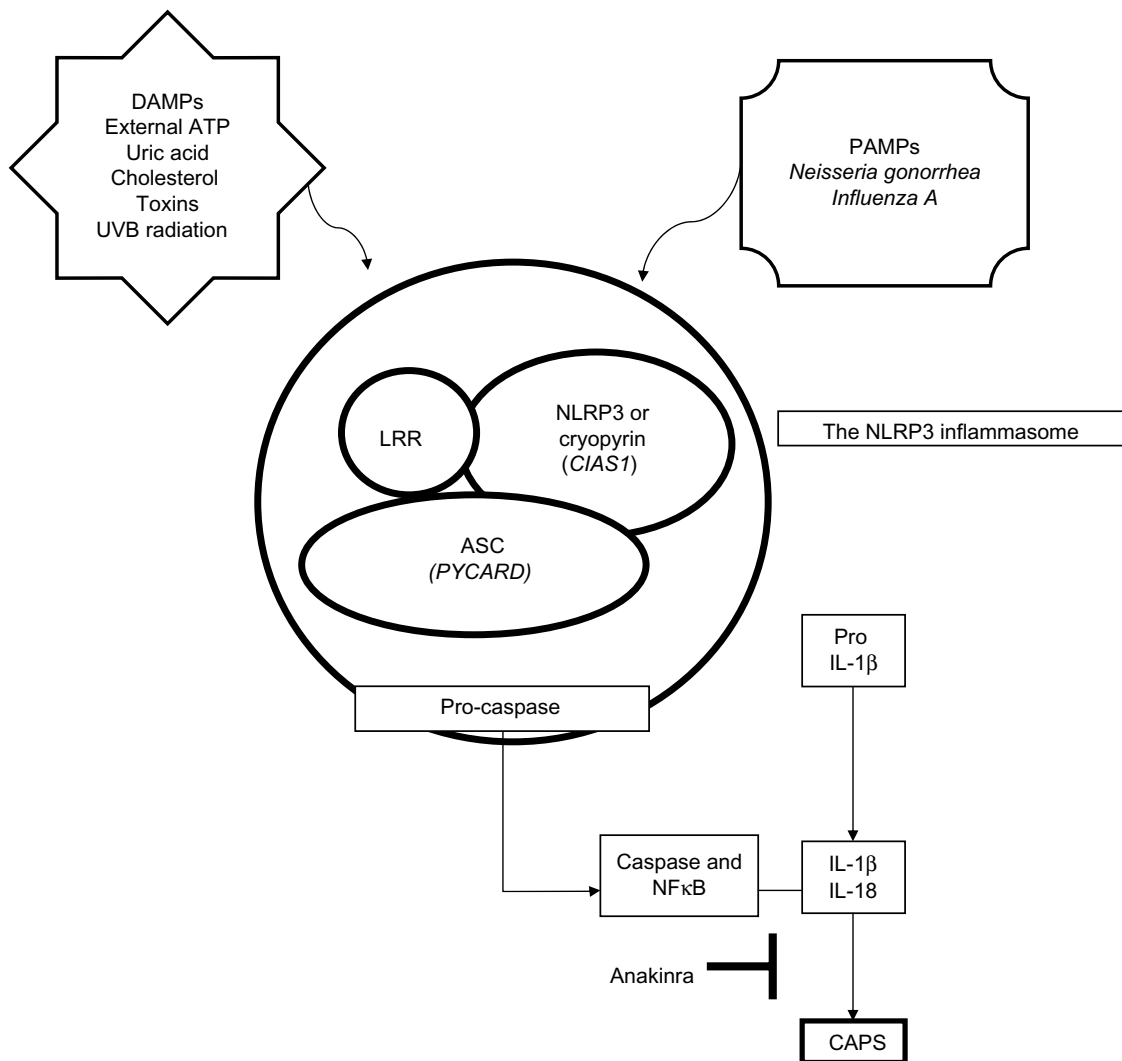 DAMPs
External ATP
Uric acid
Cholesterol
Toxins
UVB radiation
PAMPs
Neisseria gonorrhea
Influenza A
LRR
NLRP3 or
cryopyrin
(CIAS1)
The NLRP3 inflammasome
ASC
(PYCARD)
Pro-caspase
Pro
IL-1β
Caspase and
NFκB
IL-1β
IL-18
Anakinra
CAPS